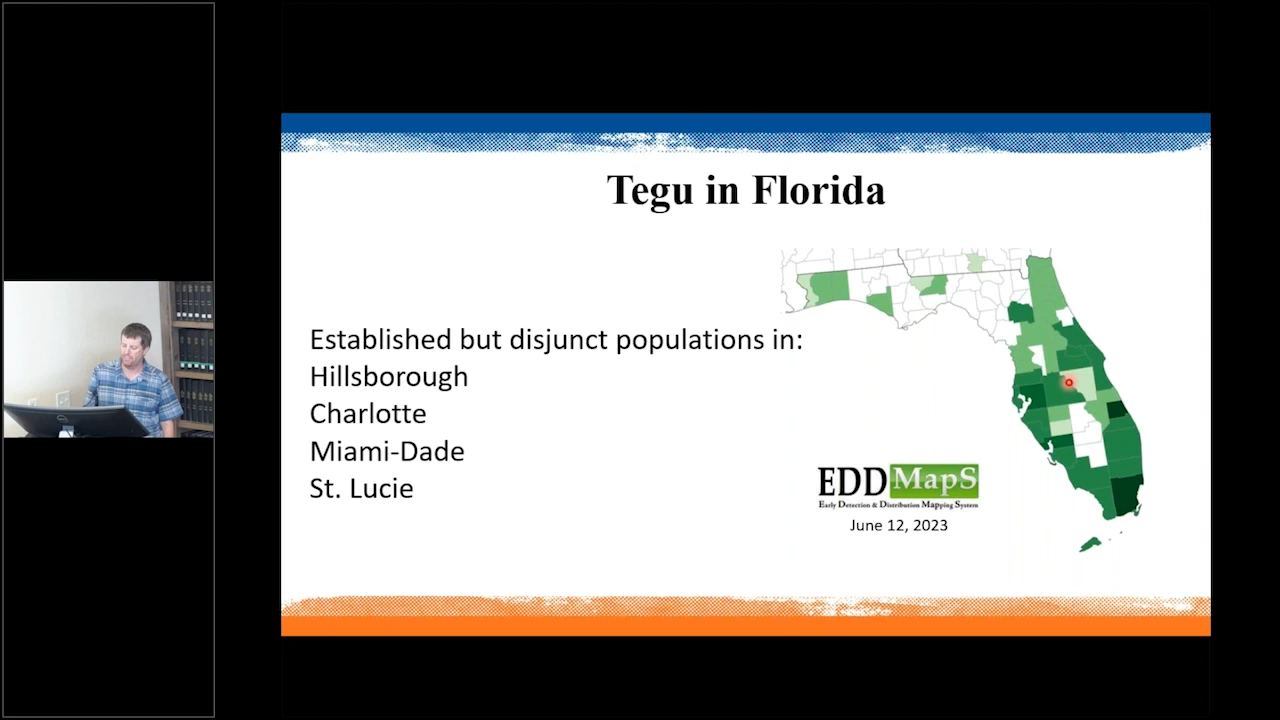 Tegu in Florida
Established but disjunct populations in:
Hillsborough
Charlotte
Miami-Dade
St. Lucie
EDDMapS
Early Detection & Distribution Mapping System
June 12, 2023